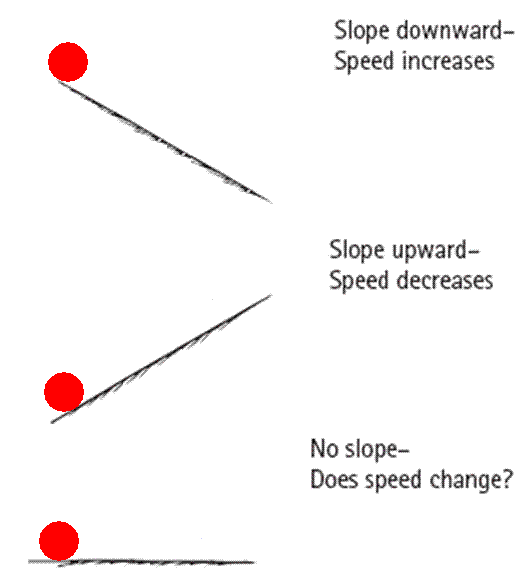 Slope downward–
Speed increases
Slope upward–
Speed decreases
No slope–
Does speed change?